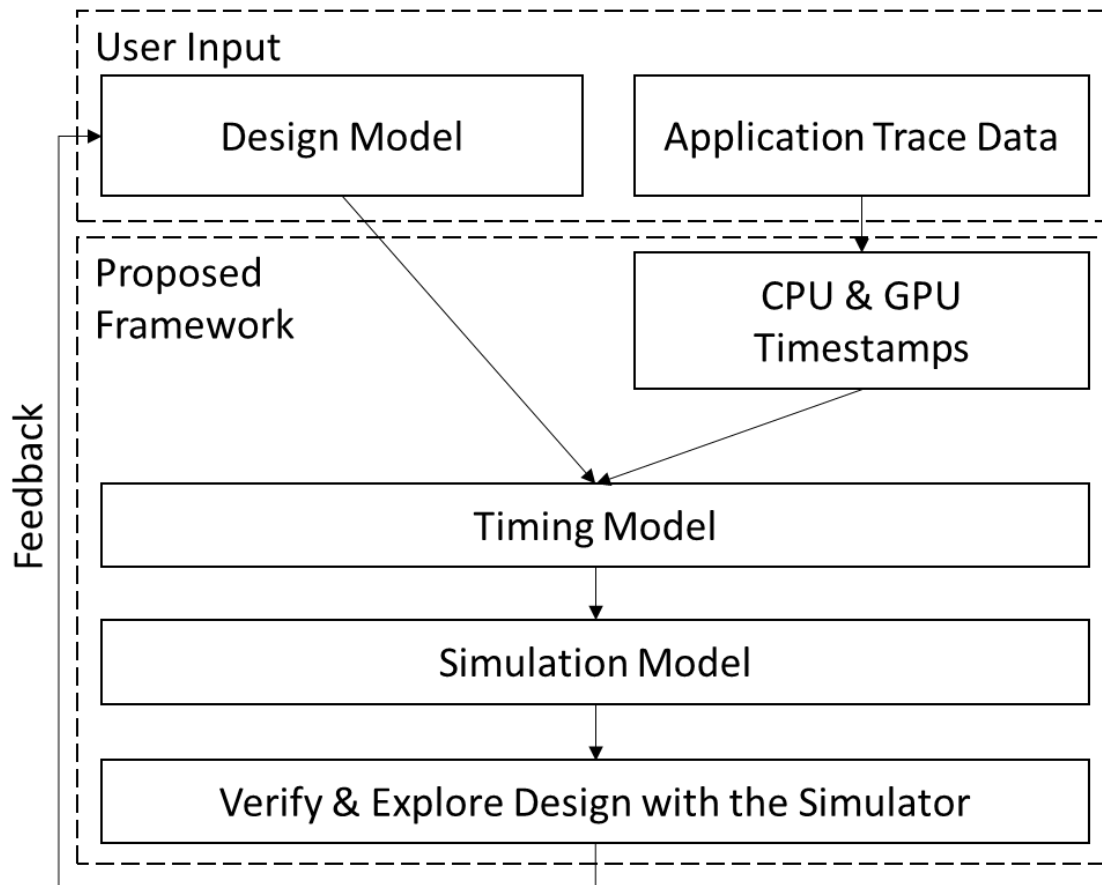 User Input
Design Model
Application Trace Data
Proposed
Framework
CPU & GPU
Timestamps
Feedback
Timing Model
Simulation Model
Verify & Explore Design with the Simulator